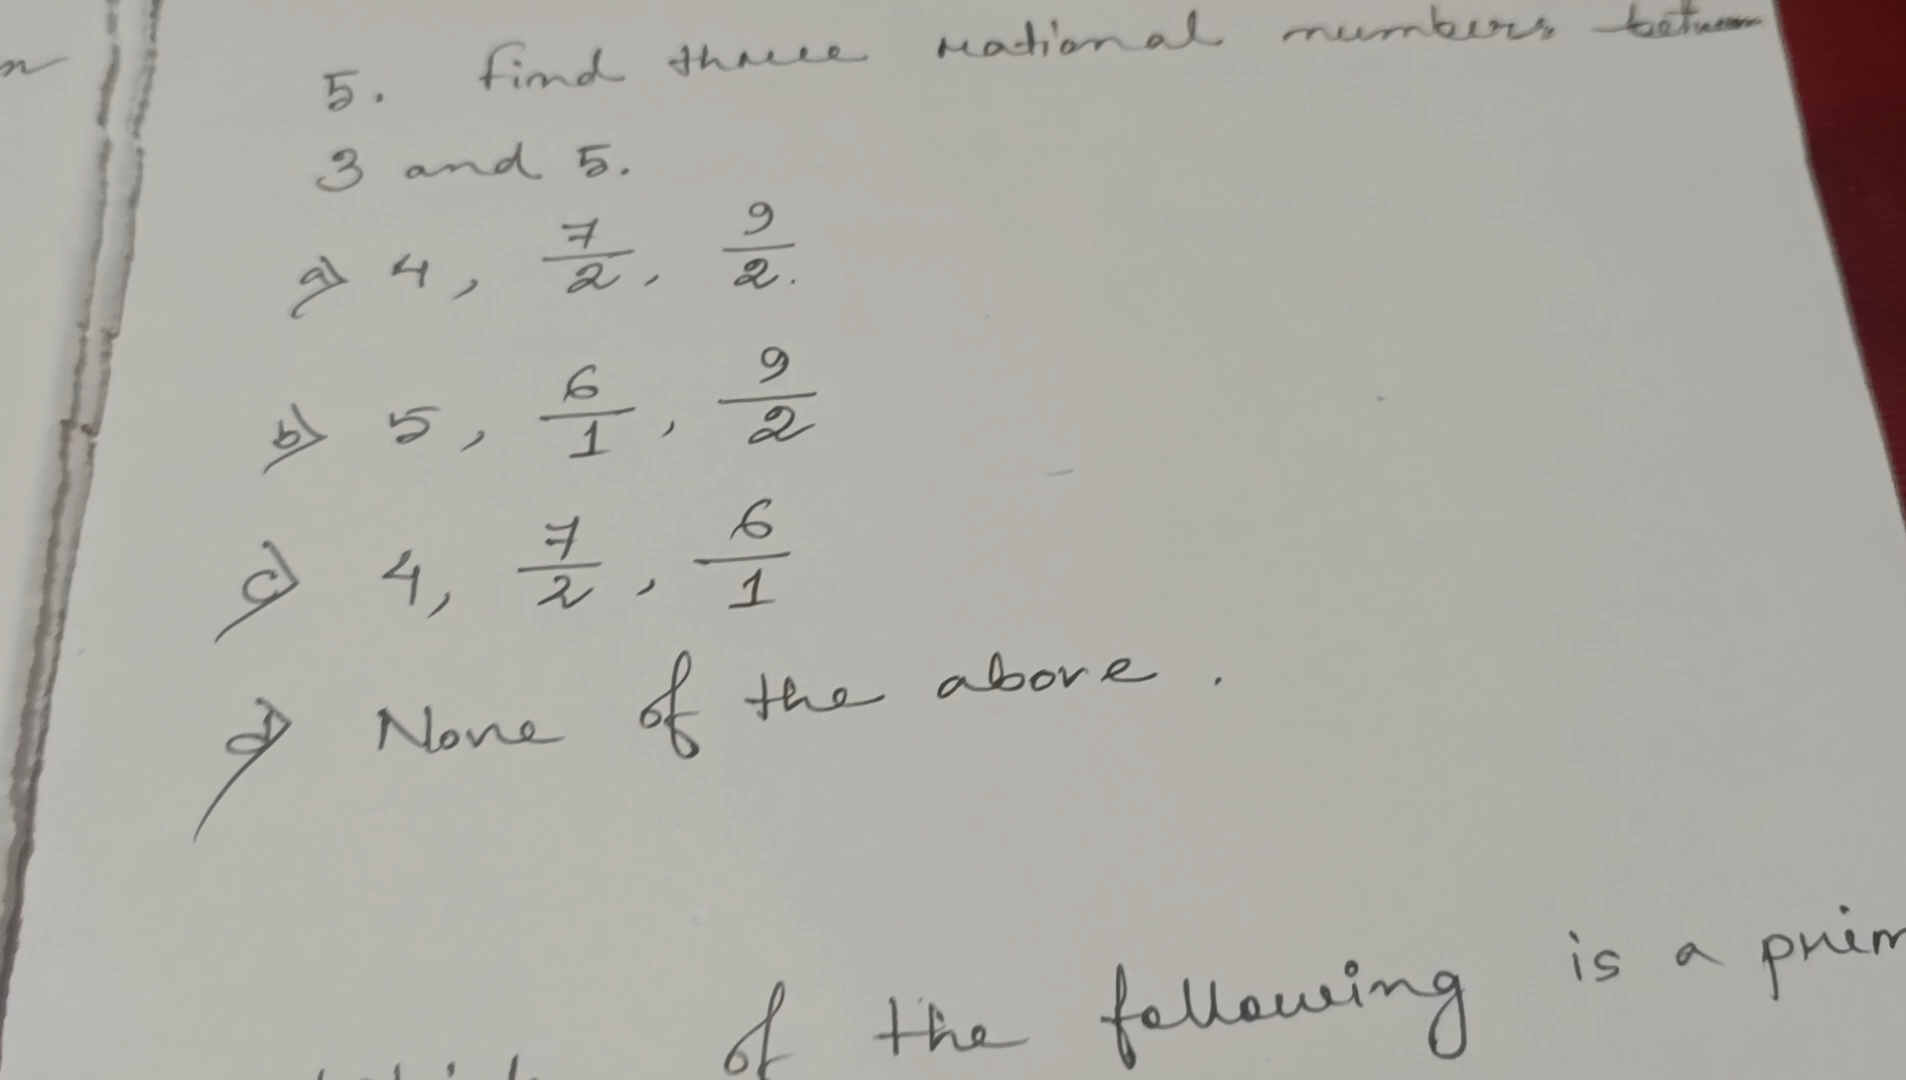 n
5. Find three rational numbers between
3 and 5.
a) 4, 7/2, 9/2.
b) 5, 6/1, 9/2
c) 4, 7/2, 6/1
d) None of the above.
of the following is a prim